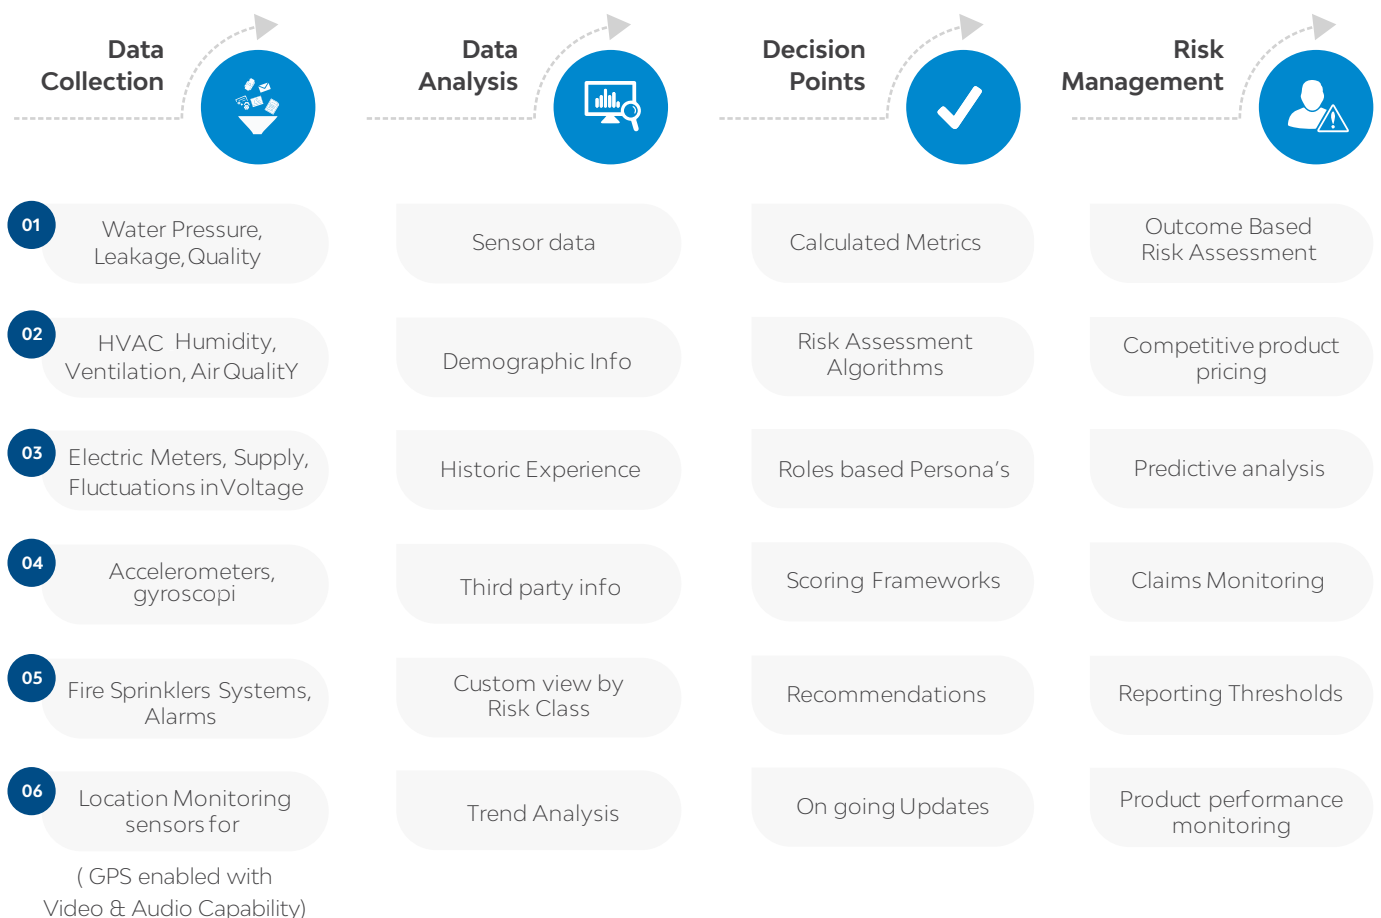 Data
Collection
Data
Analysis
Decision
Points
Risk
Management
01
Water Pressure,
Leakage, Quality
Sensor data
Calculated Metrics
Outcome Based
Risk Assessment
02
HVAC Humidity,
Ventilation, Air QualitY
Demographic Info
Risk Assessment
Algorithms
Competitive product
pricing
03
Electric Meters, Supply,
Fluctuations in Voltage
Historic Experience
Roles based Persona's
Predictive analysis
04
Accelerometers,
gyroscopi
Third party info
Scoring Frameworks
Claims Monitoring
05
Fire Sprinklers Systems,
Alarms
Custom view by
Risk Class
Recommendations
Reporting Thresholds
06
Location Monitoring
sensors for
Trend Analysis
On going Updates
Product performance
monitoring
( GPS enabled with
Video & Audio Capability)